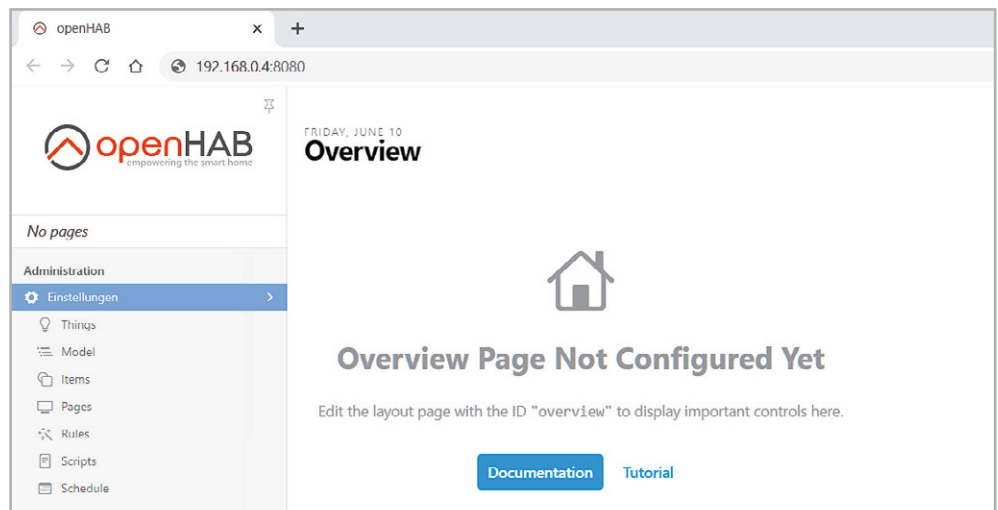 openHAB
192.168.0.4:8080
openHAB
empowering the smart home
No pages
Administration
Einstellungen
Things
Model
Items
Pages
Rules
Scripts
Schedule
FRIDAY, JUNE 10
Overview
Overview Page Not Configured Yet
Edit the layout page with the ID "overview" to display important controls here.
Documentation Tutorial